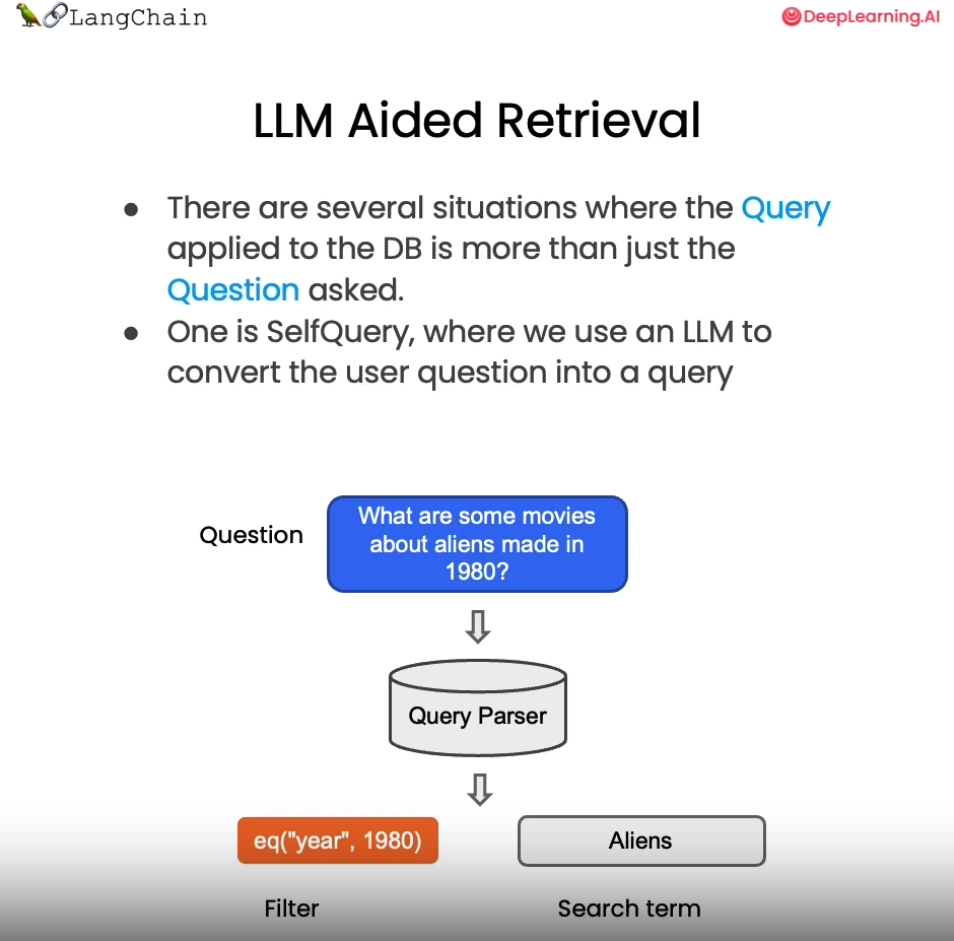 LangChain
DeepLearning.AI
LLM Aided Retrieval
• There are several situations where the Query
applied to the DB is more than just the
Question asked.
• One is SelfQuery, where we use an LLM to
convert the user question into a query
Question
What are some movies
about aliens made in
1980?
Query Parser
eq("year", 1980)
Aliens
Filter
Search term